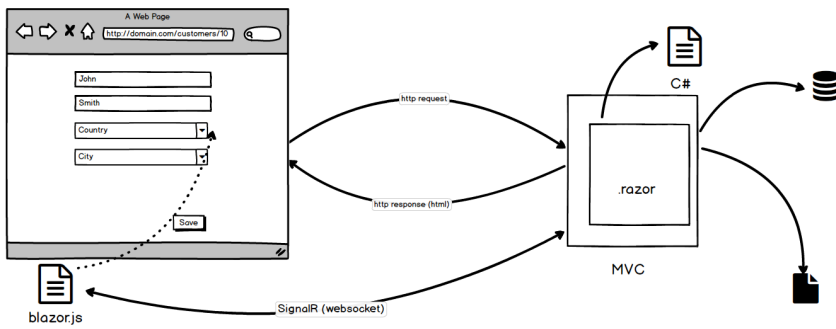 A Web Page
http://domain.com/customers/10
John
Smith
Country
City
Save
blazor.js
http request
http response (html)
SignalR (websocket)
C#
.razor
MVC